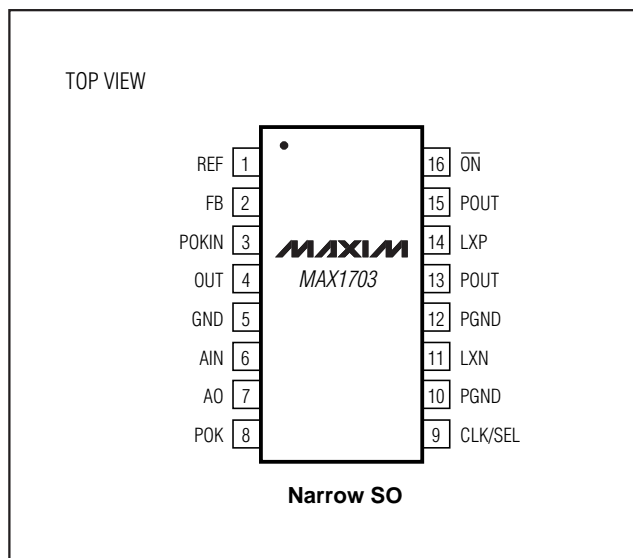 TOP VIEW
REF 1
FB 2
POKIN 3
OUT 4
GND 5
AIN 6
AO 7
POK 8
MAXIM
MAX1703
16 O̅N̅
15 POUT
14 LXP
13 POUT
12 PGND
11 LXN
10 PGND
9 CLK/SEL
Narrow SO